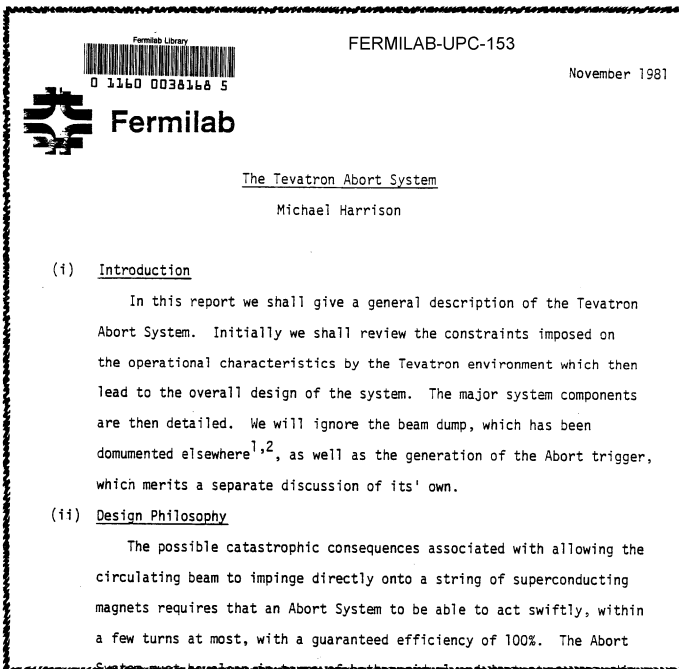 Fermilab Library
0 1160 0038168 5
FERMILAB-UPC-153
November 1981
Fermilab
The Tevatron Abort System
Michael Harrison
(i) Introduction
In this report we shall give a general description of the Tevatron
Abort System. Initially we shall review the constraints imposed on
the operational characteristics by the Tevatron environment which then
lead to the overall design of the system. The major system components
are then detailed. We will ignore the beam dump, which has been
domumented elsewhere1,2, as well as the generation of the Abort trigger,
which merits a separate discussion of its' own.
(ii) Design Philosophy
The possible catastrophic consequences associated with allowing the
circulating beam to impinge directly onto a string of superconducting
magnets requires that an Abort System to be able to act swiftly, within
a few turns at most, with a guaranteed efficiency of 100%. The Abort